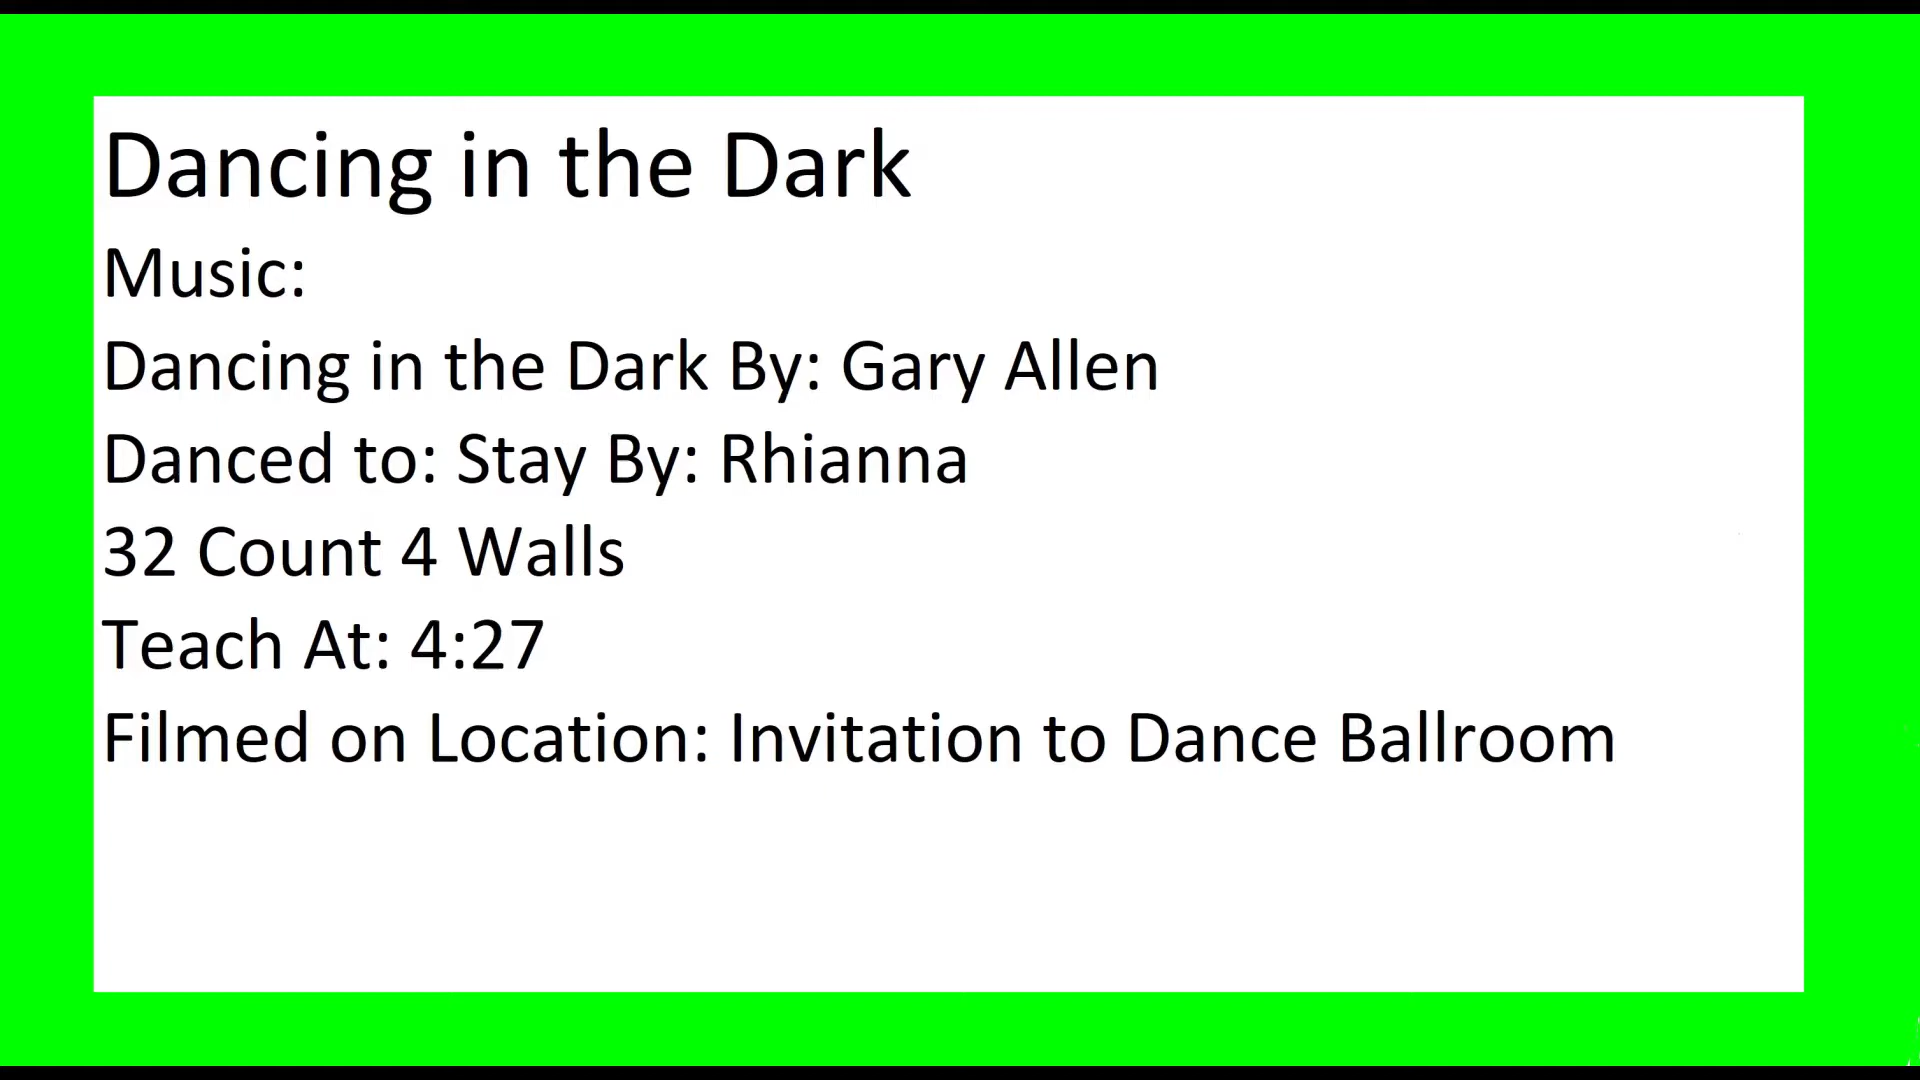 Dancing in the Dark
Music:
Dancing in the Dark By: Gary Allen
Danced to: Stay By: Rhianna
32 Count 4 Walls
Teach At: 4:27
Filmed on Location: Invitation to Dance Ballroom